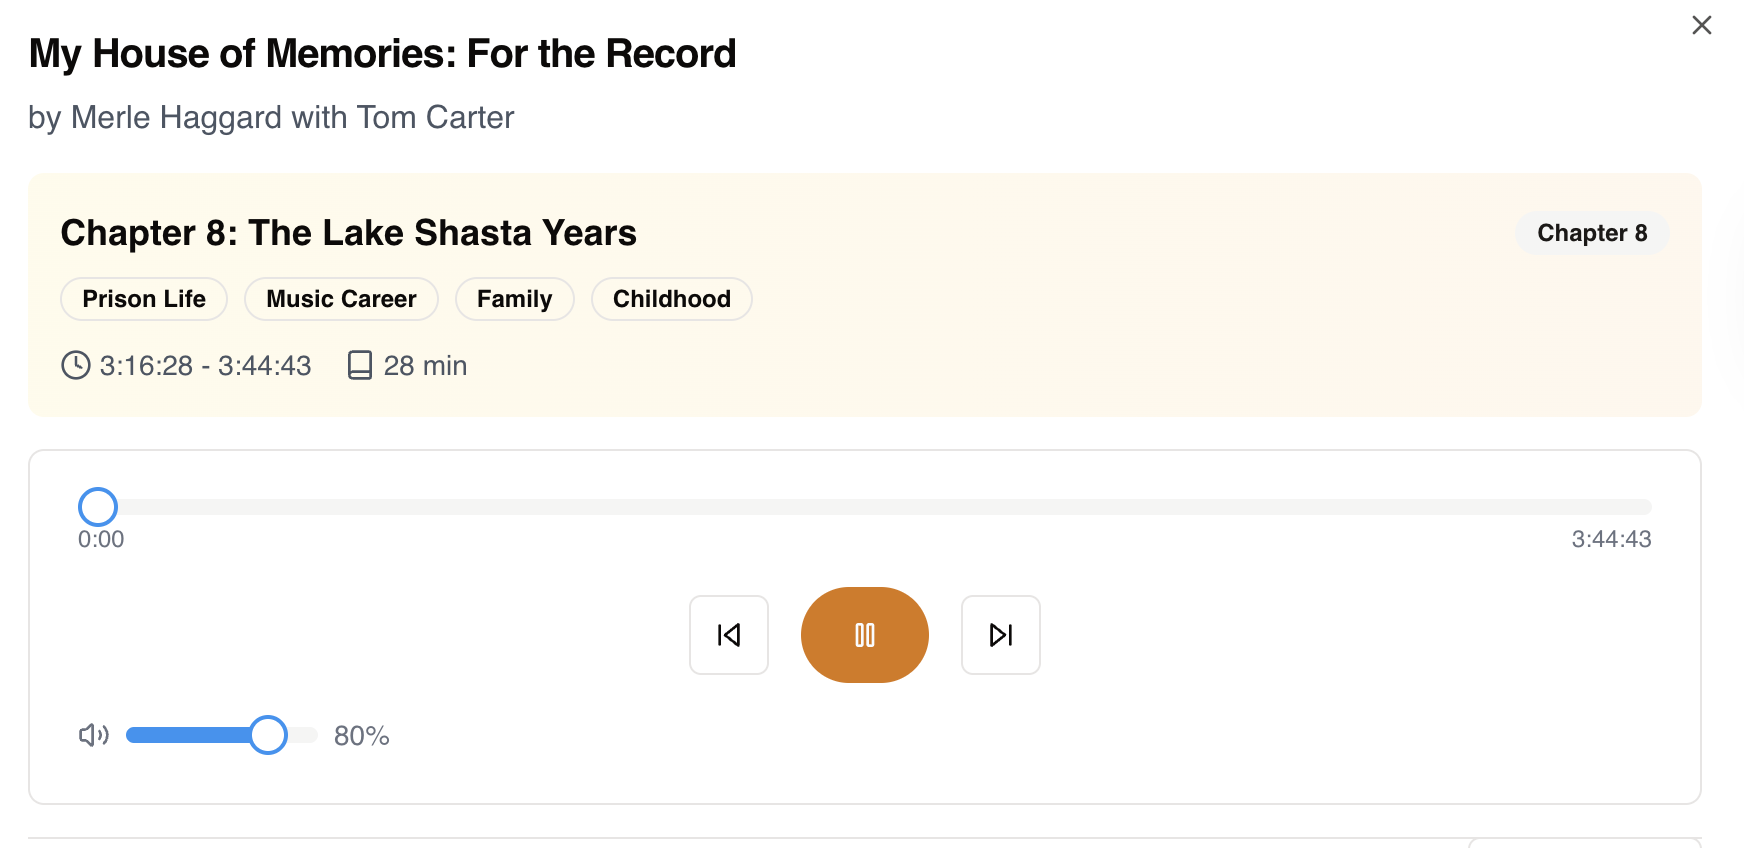 My House of Memories: For the Record
by Merle Haggard with Tom Carter
Chapter 8: The Lake Shasta Years
Chapter 8
Prison Life
Music Career
Family
Childhood
3:16:28 - 3:44:43
28 min
0:00
3:44:43
80%